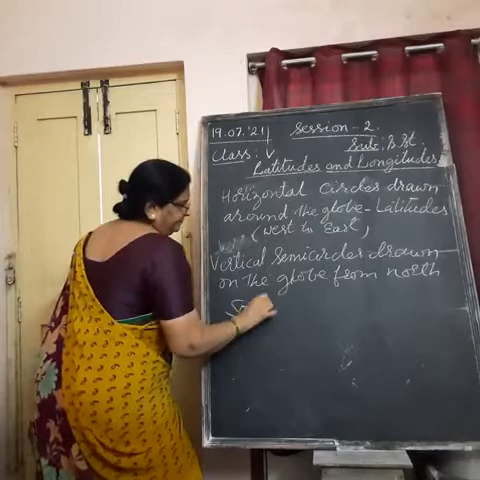 19.07.'21
Session - 2.
Class: V
Sub: S.St.
Latitudes and Longitudes
Horizontal Circles drawn
around the globe - Latitudes
(West to East)
Vertical Semicircles drawn
on the globe from north